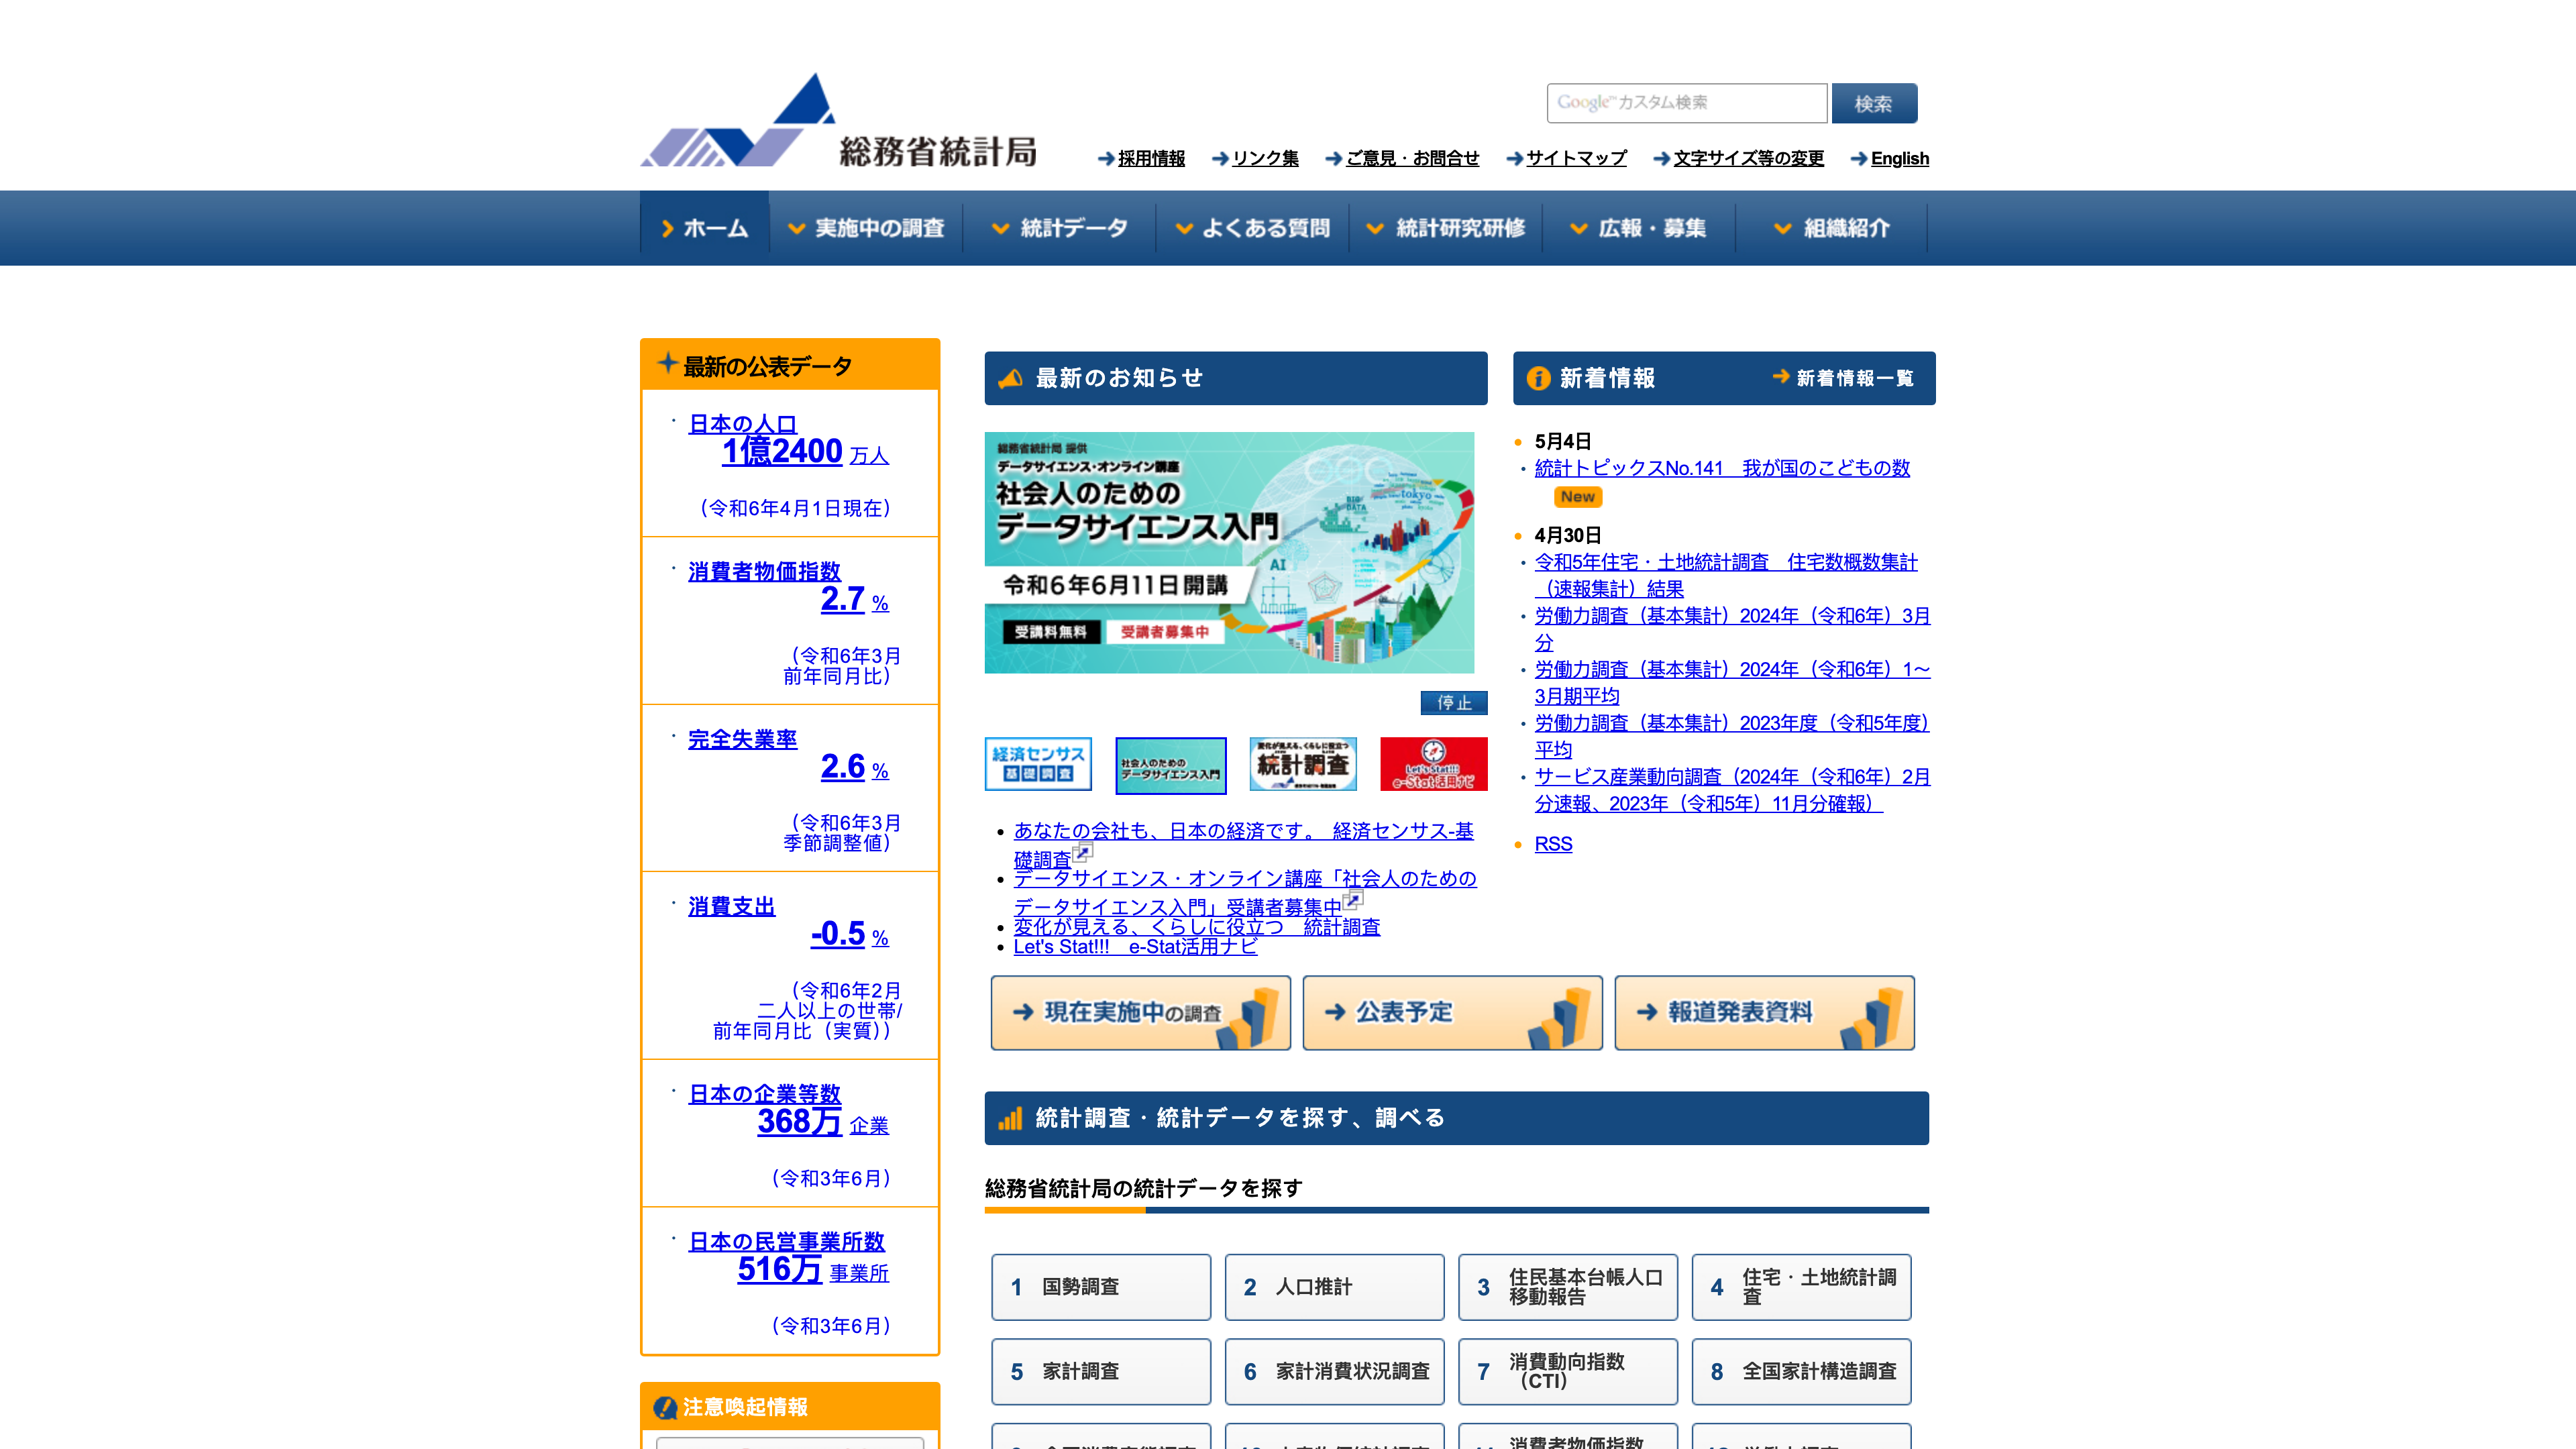 Google™カスタム検索
検索
総務省統計局
採用情報
リンク集
ご意見・お問合せ
サイトマップ
文字サイズ等の変更
English
ホーム
実施中の調査
統計データ
よくある質問
統計研究研修
広報・募集
組織紹介
最新の公表データ
日本の人口
1億2400 万人
（令和6年4月1日現在）
消費者物価指数
2.7 %
（令和6年3月
前年同月比）
完全失業率
2.6 %
（令和6年3月
季節調整値）
消費支出
-0.5 %
（令和6年2月
二人以上の世帯/
前年同月比（実質））
日本の企業等数
368万 企業
（令和3年6月）
日本の民営事業所数
516万 事業所
（令和3年6月）
注意喚起情報
最新のお知らせ
総務省統計局 提供
データサイエンス・オンライン講座
社会人のための
データサイエンス入門
令和6年6月11日開講
受講料無料
受講者募集中
BIG DATA
tokyo
AI
停止
経済センサス
基礎調査
社会人のための
データサイエンス入門
変化が見える、くらしに役立つ
統計調査
Let's Stat!!!
e-Stat活用ナビ
あなたの会社も、日本の経済です。 経済センサス-基
礎調査
データサイエンス・オンライン講座「社会人のための
データサイエンス入門」受講者募集中
変化が見える、くらしに役立つ　統計調査
Let's Stat!!!　e-Stat活用ナビ
新着情報
新着情報一覧
5月4日
統計トピックスNo.141　我が国のこどもの数
New
4月30日
令和5年住宅・土地統計調査　住宅数概数集計
（速報集計）結果
労働力調査（基本集計）2024年（令和6年）3月
分
労働力調査（基本集計）2024年（令和6年）1～
3月期平均
労働力調査（基本集計）2023年度（令和5年度）
平均
サービス産業動向調査（2024年（令和6年）2月
分速報、2023年（令和5年）11月分確報）
RSS
現在実施中の調査
公表予定
報道発表資料
統計調査・統計データを探す、調べる
総務省統計局の統計データを探す
1 国勢調査
2 人口推計
3 住民基本台帳人口
移動報告
4 住宅・土地統計調
査
5 家計調査
6 家計消費状況調査
7 消費動向指数
（CTI）
8 全国家計構造調査
消費者物価指数